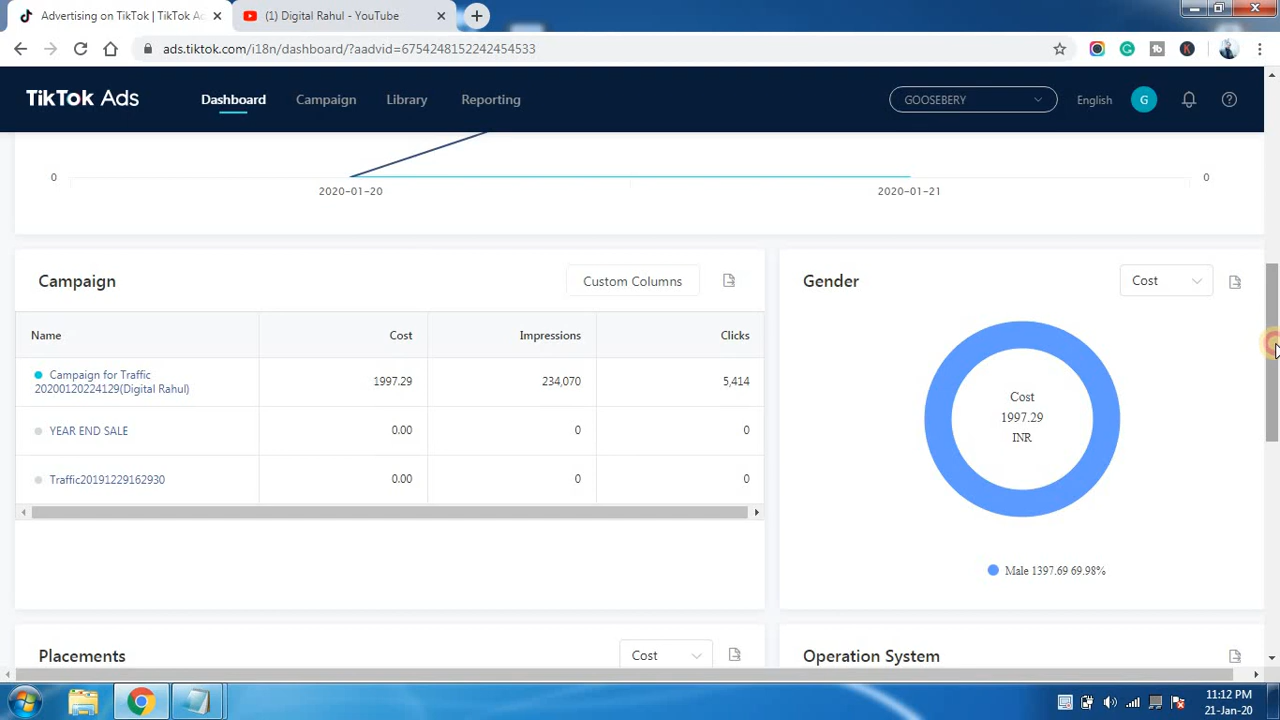 Advertising on TikTok | TikTok Ad
(1) Digital Rahul - YouTube
ads.tiktok.com/i18n/dashboard/?aadvid=6754248152242454533
TikTok Ads
Dashboard
Campaign
Library
Reporting
GOOSEBERY
English
G
0
0
2020-01-20
2020-01-21
Campaign
Custom Columns
Name
Cost
Impressions
Clicks
Campaign for Traffic
20200120224129(Digital Rahul)
1997.29
234,070
5,414
YEAR END SALE
0.00
0
0
Traffic20191229162930
0.00
0
0
Gender
Cost
Cost
1997.29
INR
Male 1397.69 69.98%
Placements
Cost
Operation System
11:12 PM
21-Jan-20